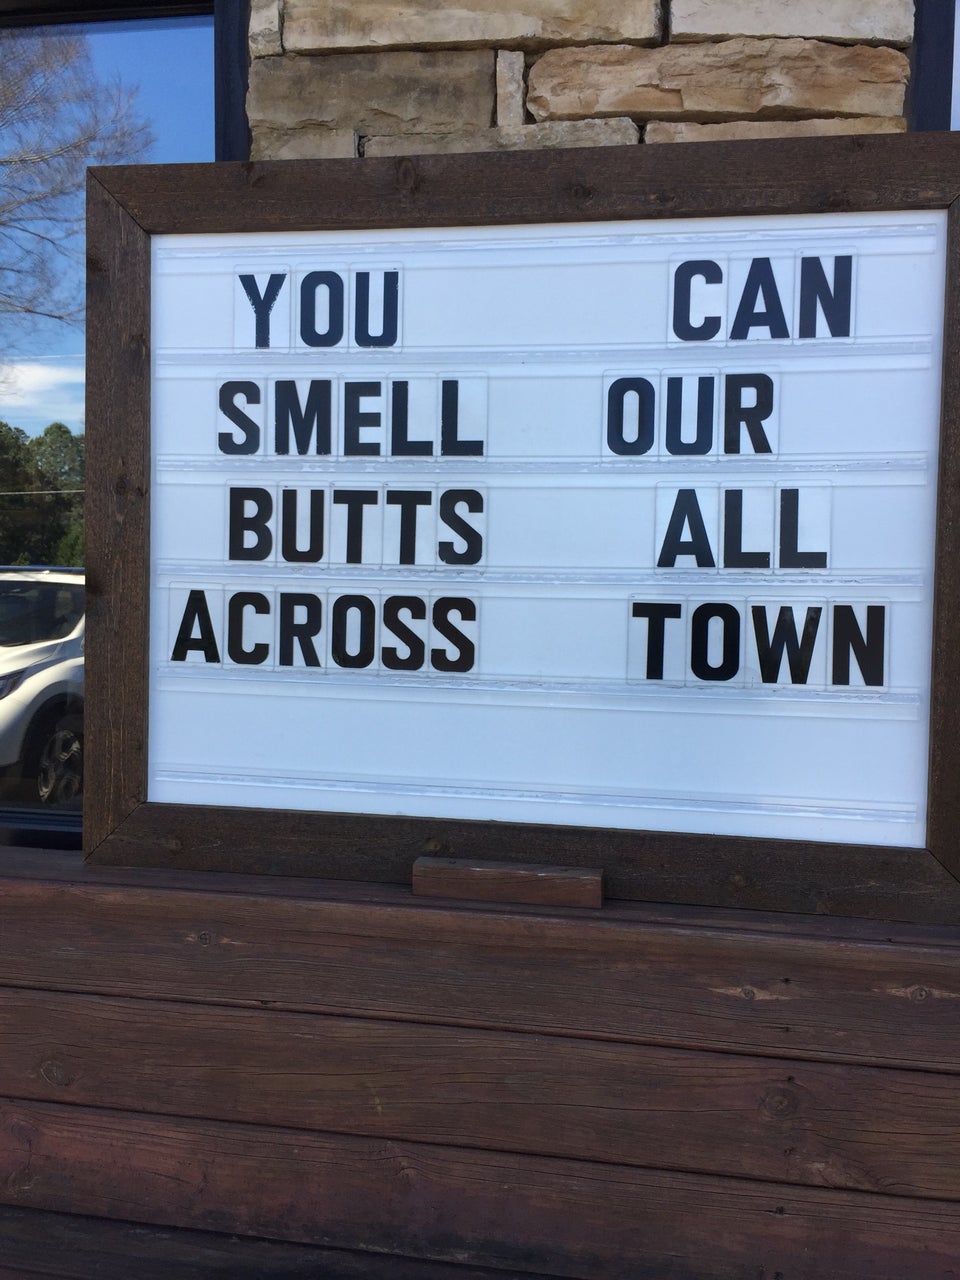 YOU CAN
SMELL OUR
BUTTS ALL
ACROSS TOWN